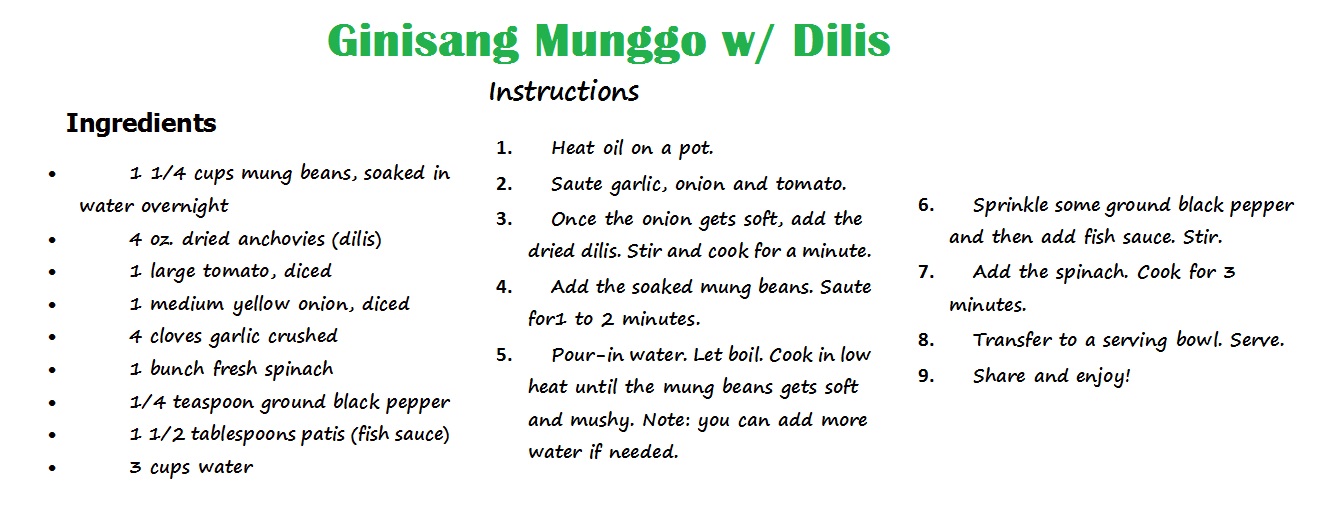 Ginisang Munggo w/ Dilis
Ingredients
• 1 1/4 cups mung beans, soaked in
water overnight
• 4 oz. dried anchovies (dilis)
• 1 large tomato, diced
• 1 medium yellow onion, diced
• 4 cloves garlic crushed
• 1 bunch fresh spinach
• 1/4 teaspoon ground black pepper
• 1 1/2 tablespoons patis (fish sauce)
• 3 cups water
Instructions
1. Heat oil on a pot.
2. Saute garlic, onion and tomato.
3. Once the onion gets soft, add the
dried dilis. Stir and cook for a minute.
4. Add the soaked mung beans. Saute
for1 to 2 minutes.
5. Pour-in water. Let boil. Cook in low
heat until the mung beans gets soft
and mushy. Note: you can add more
water if needed.
6. Sprinkle some ground black pepper
and then add fish sauce. Stir.
7. Add the spinach. Cook for 3
minutes.
8. Transfer to a serving bowl. Serve.
9. Share and enjoy!